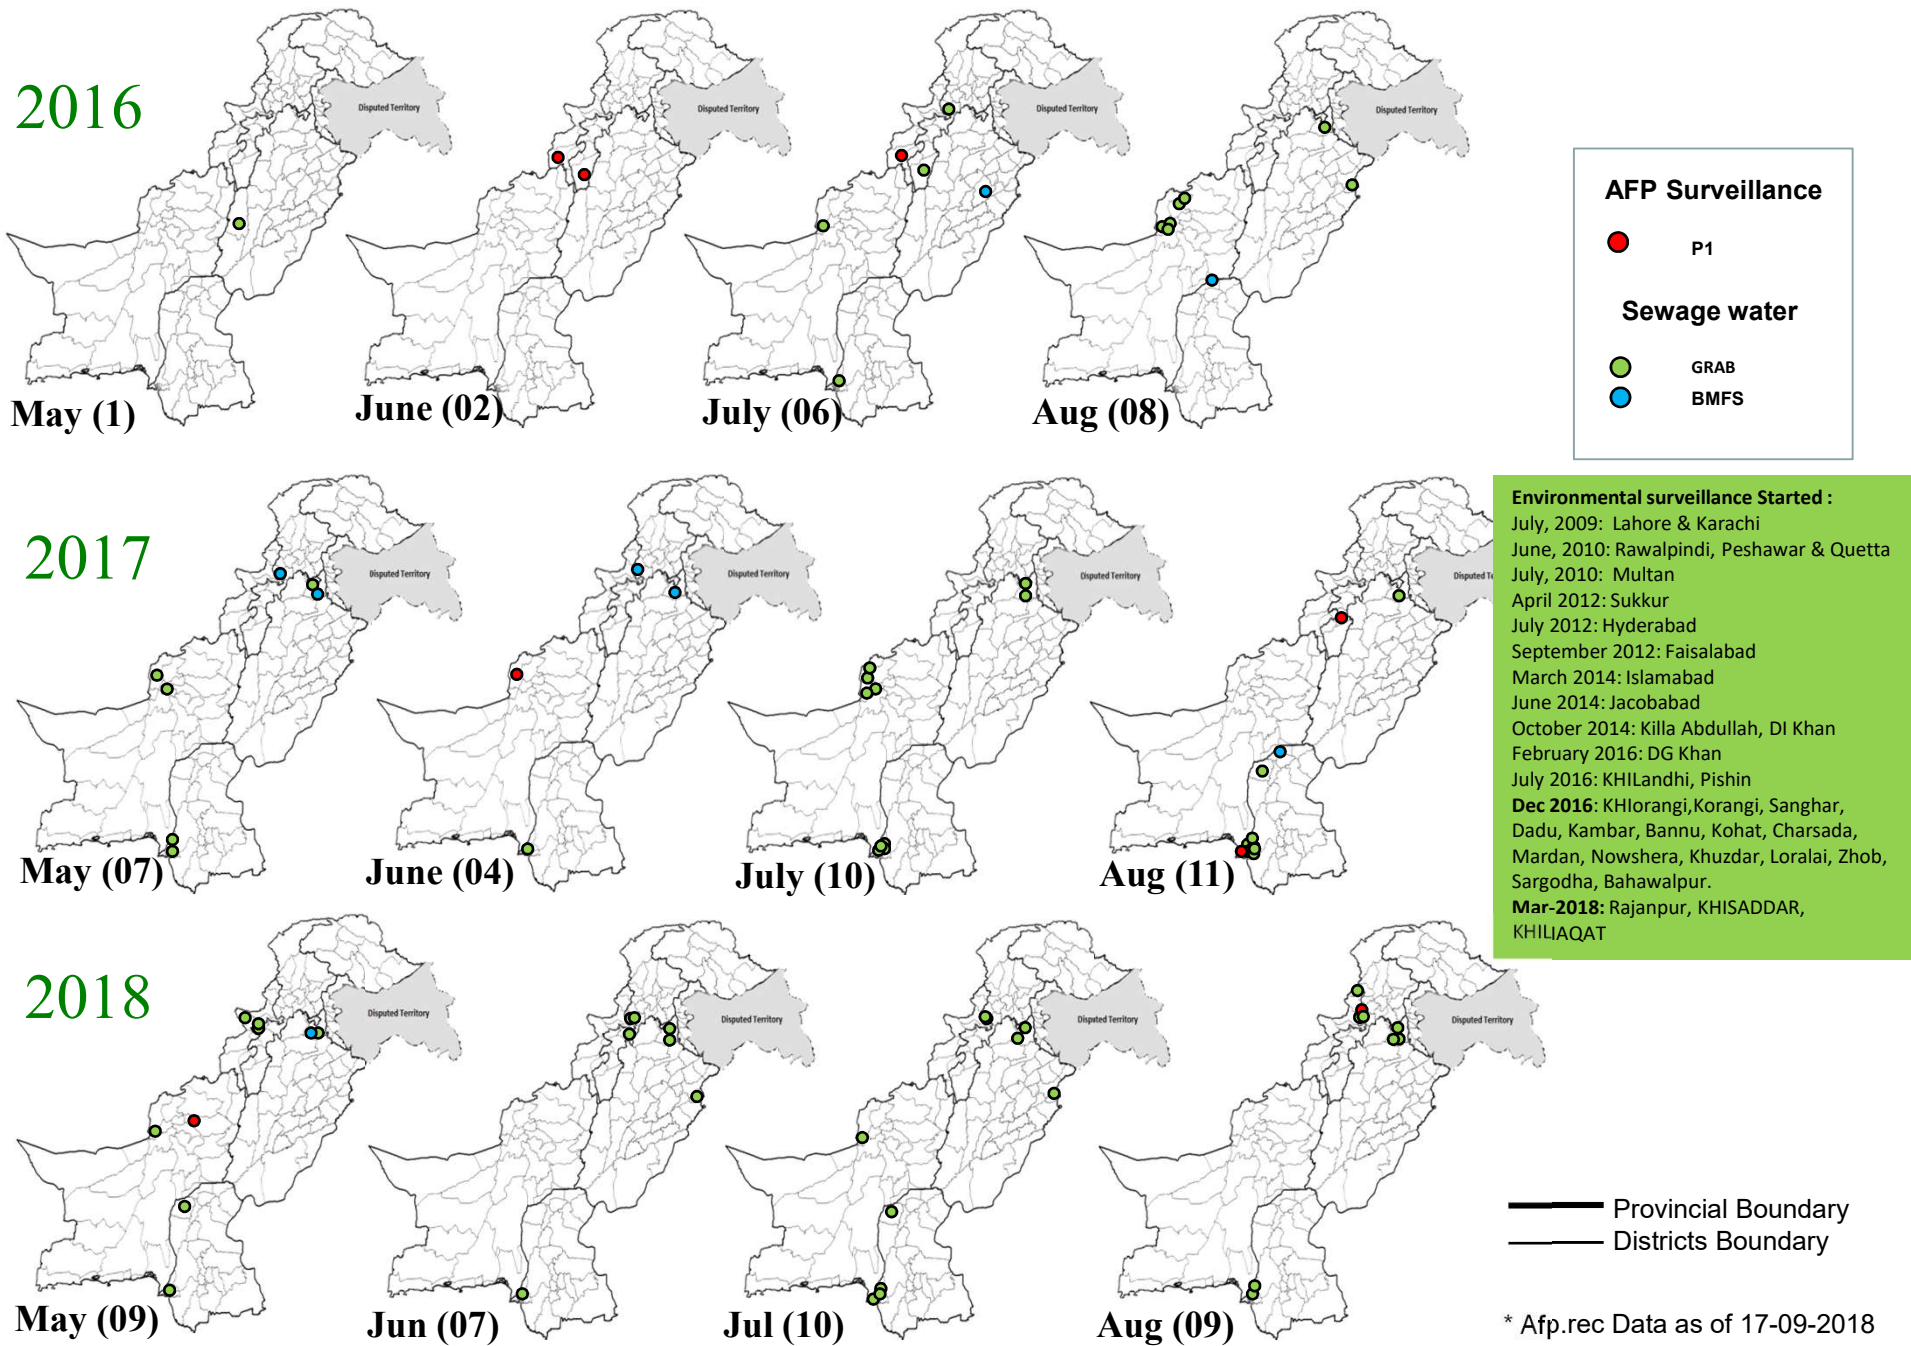 2016
Disputed Territory
Disputed Territory
Disputed Territory
Disputed Territory
May (1)
June (02)
July (06)
Aug (08)
AFP Surveillance
P1
Sewage water
GRAB
BMFS
2017
Disputed Territory
Disputed Territory
Disputed Territory
Disputed Te
May (07)
June (04)
July (10)
Aug (11)
Environmental surveillance Started :
July, 2009: Lahore & Karachi
June, 2010: Rawalpindi, Peshawar & Quetta
July, 2010: Multan
April 2012: Sukkur
July 2012: Hyderabad
September 2012: Faisalabad
March 2014: Islamabad
June 2014: Jacobabad
October 2014: Killa Abdullah, DI Khan
February 2016: DG Khan
July 2016: KHILandhi, Pishin
Dec 2016: KHIorangi,Korangi, Sanghar,
Dadu, Kambar, Bannu, Kohat, Charsada,
Mardan, Nowshera, Khuzdar, Loralai, Zhob,
Sargodha, Bahawalpur.
Mar-2018: Rajanpur, KHISADDAR,
KHILIAQAT
2018
Disputed Territory
Disputed Territory
Disputed Territory
Disputed Territory
May (09)
Jun (07)
Jul (10)
Aug (09)
Provincial Boundary
Districts Boundary
* Afp.rec Data as of 17-09-2018